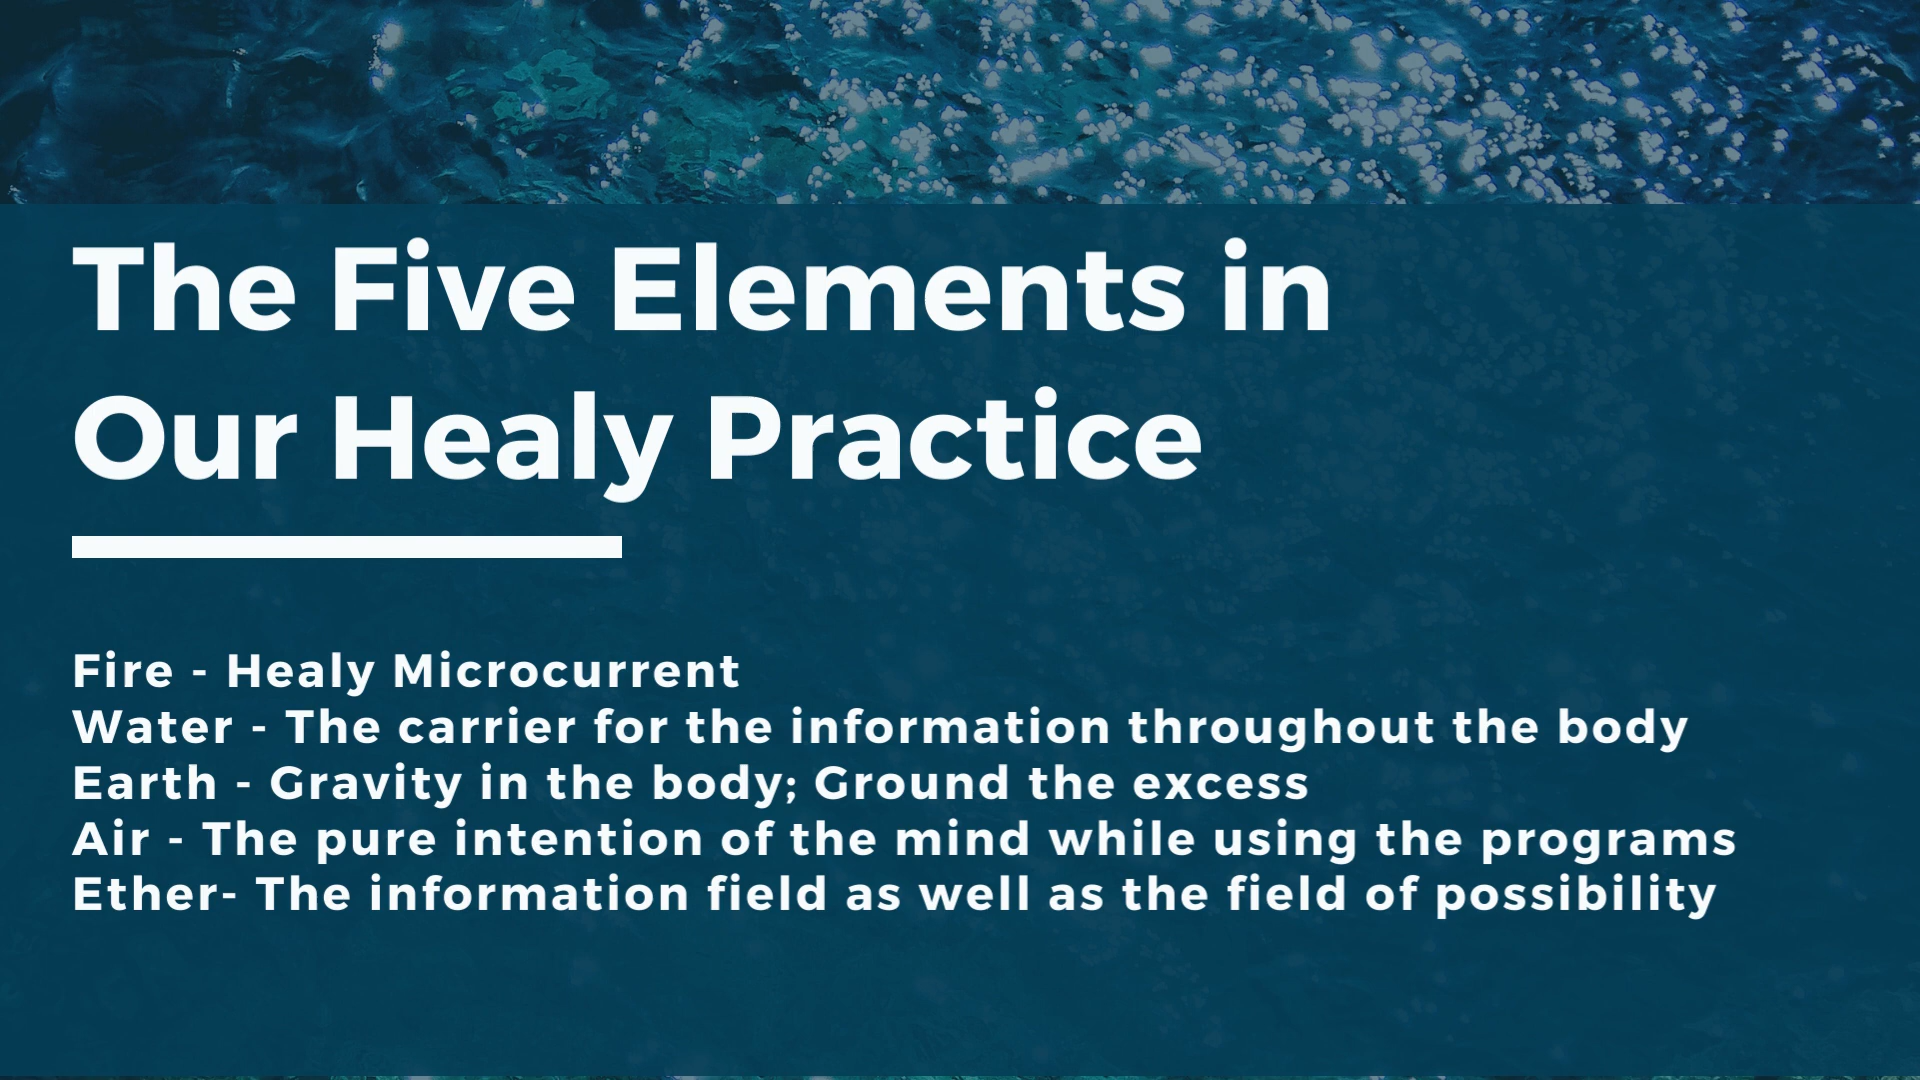 The Five Elements in
Our Healy Practice
Fire - Healy Microcurrent
Water - The carrier for the information throughout the body
Earth - Gravity in the body; Ground the excess
Air - The pure intention of the mind while using the programs
Ether- The information field as well as the field of possibility